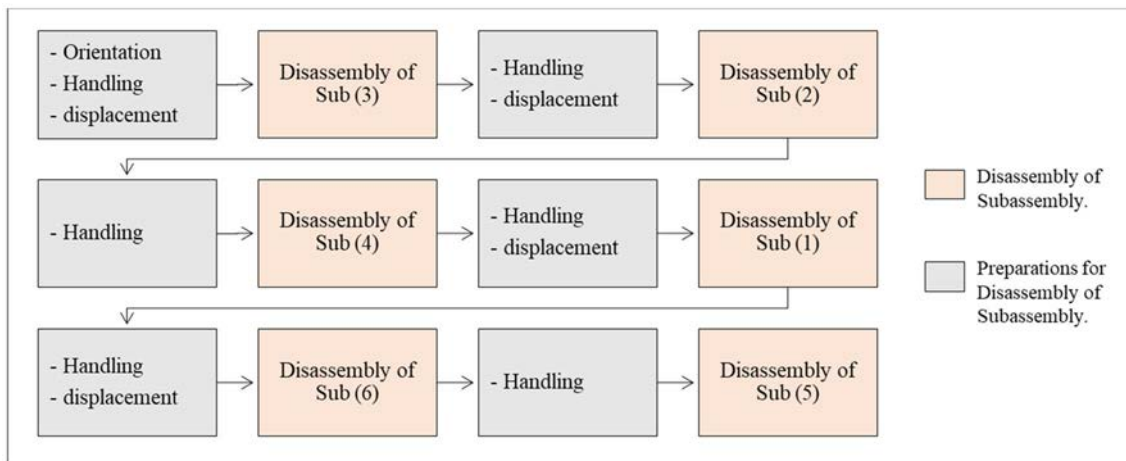 - Orientation
- Handling
- displacement
Disassembly of
Sub (3)
- Handling
- displacement
Disassembly of
Sub (2)
- Handling
Disassembly of
Sub (4)
- Handling
- displacement
Disassembly of
Sub (1)
- Handling
- displacement
Disassembly of
Sub (6)
- Handling
Disassembly of
Sub (5)
Disassembly of
Subassembly.
Preparations for
Disassembly of
Subassembly.